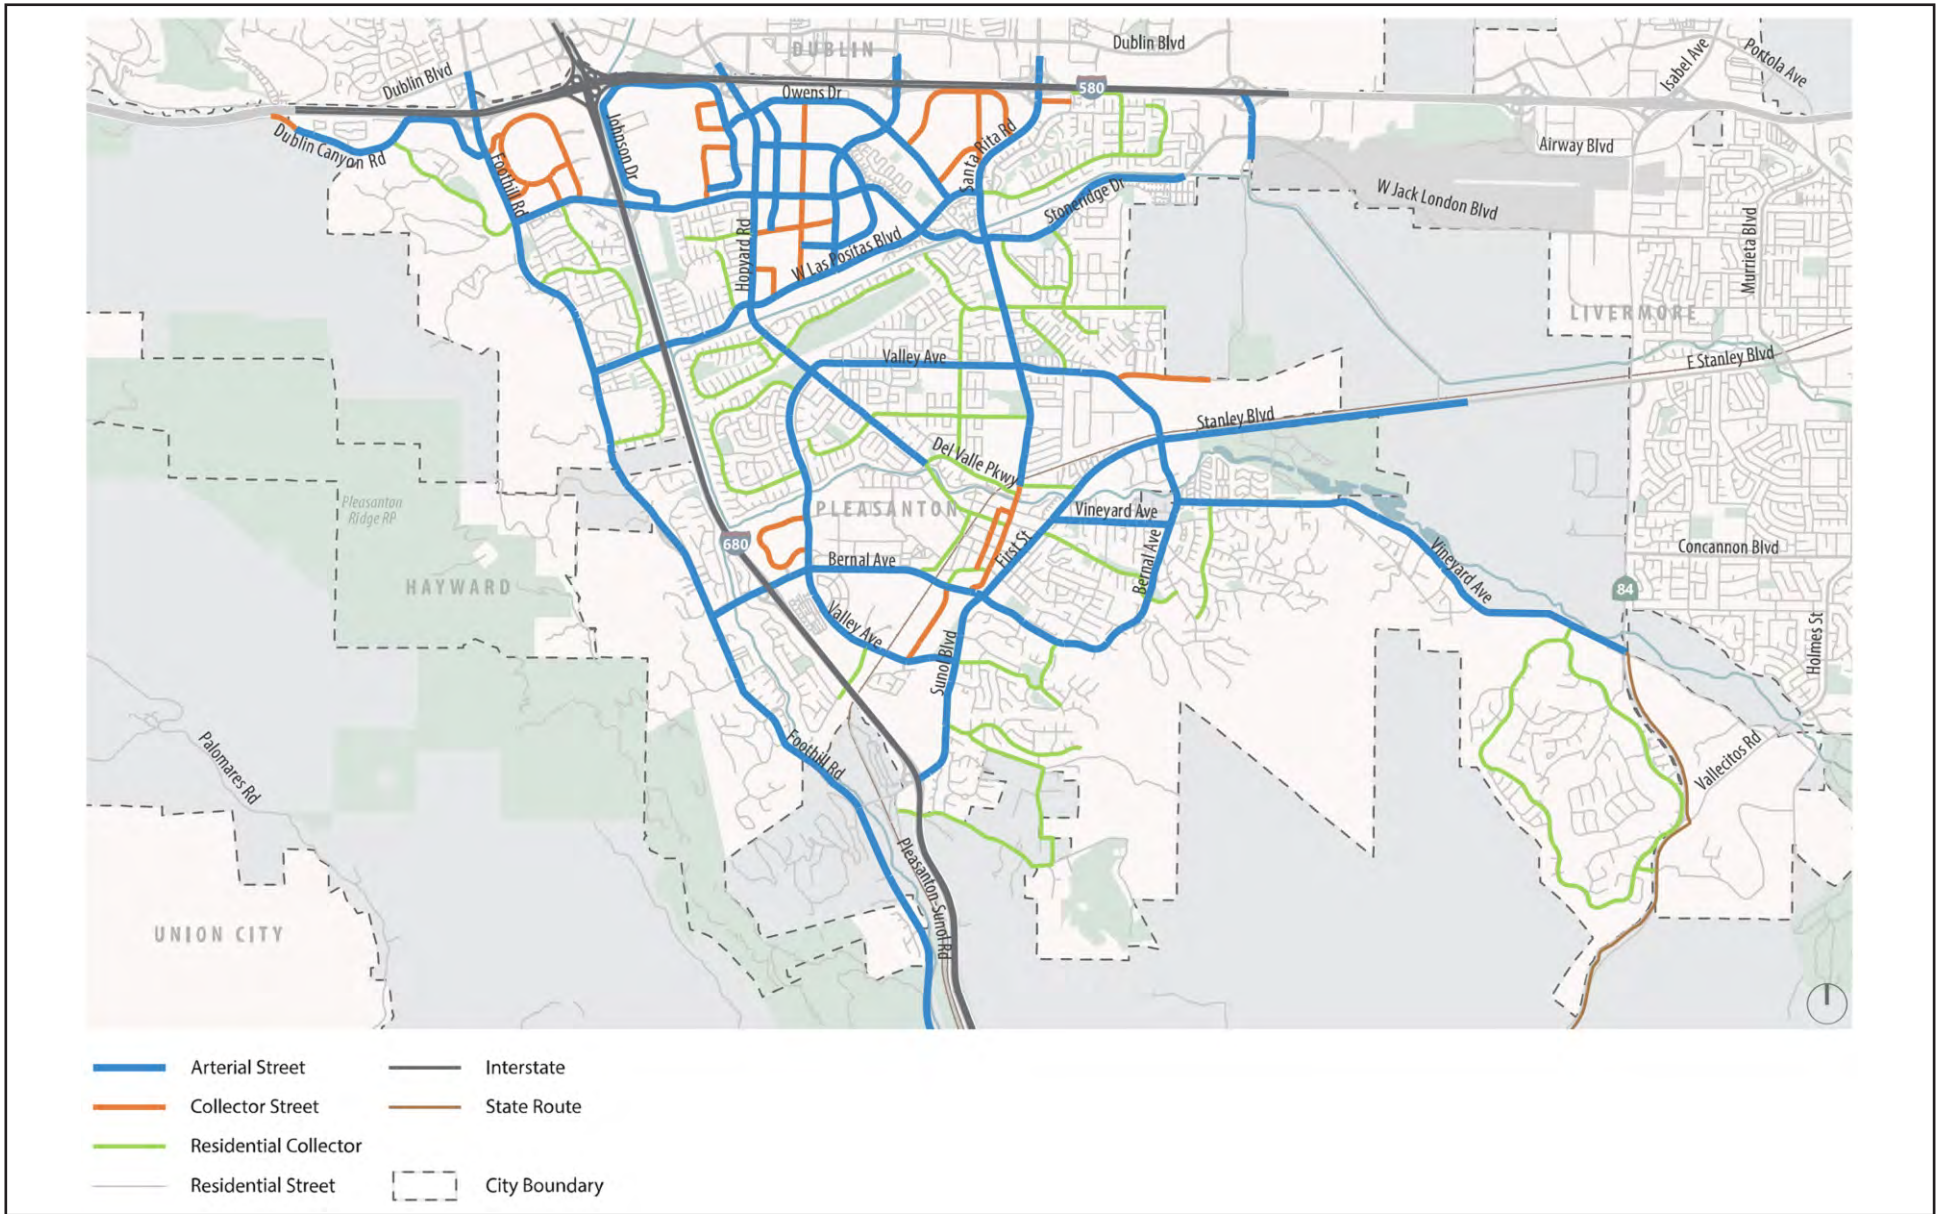 DUBLIN
Dublin Blvd
Isabel Ave
Portola Ave
Dublin Blvd
Owens Dr
580
Dublin Canyon Rd
Foothill Rd
Johnson Dr
Santa Rita Rd
Airway Blvd
W Jack London Blvd
Stoneridge Dr
Hopyard Rd
W Las Positas Blvd
Murrieta Blvd
LIVERMORE
Valley Ave
E Stanley Blvd
Stanley Blvd
Del Valle Pkwy
Pleasanton
Ridge RP
PLEASANTON
Vineyard Ave
680
First St
Bernal Ave
Bernal Ave
Vineyard Ave
Concannon Blvd
HAYWARD
84
Valley Ave
Sunol Blvd
Holmes St
Palomares Rd
Foothill Rd
Vallecitos Rd
Pleasanton-Sunol Rd
UNION CITY
Arterial Street
Interstate
Collector Street
State Route
Residential Collector
Residential Street
City Boundary